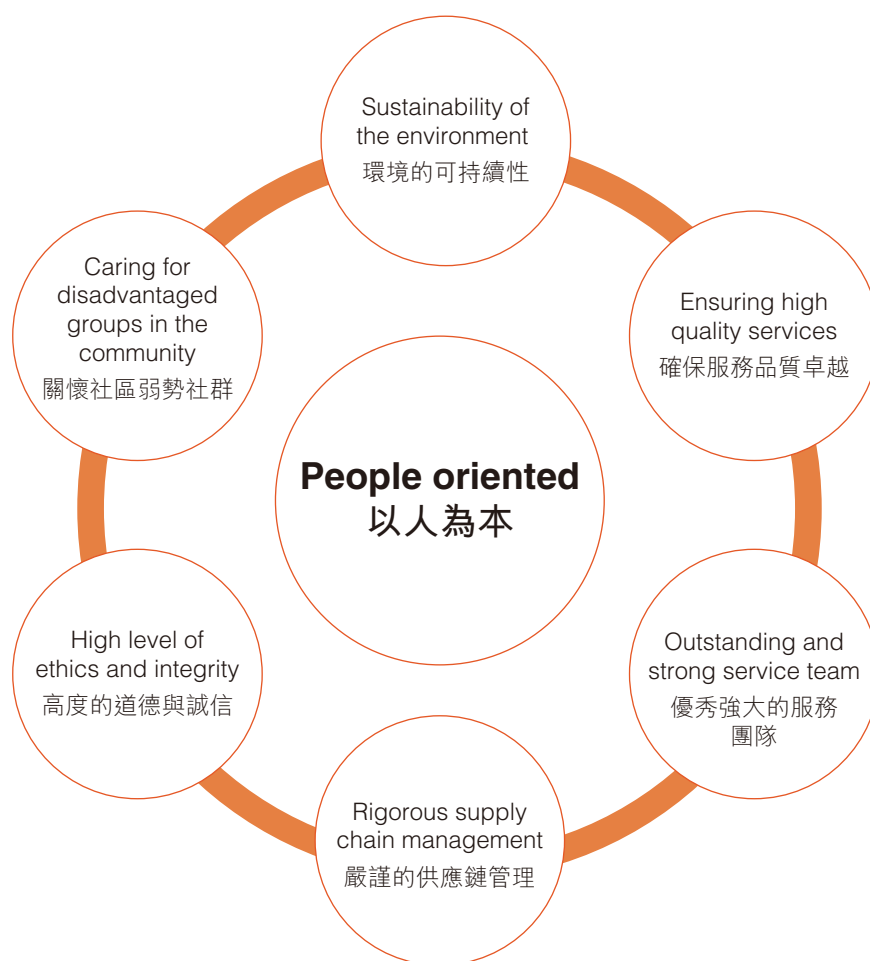 Sustainability of
the environment
環境的可持續性
Caring for
disadvantaged
groups in the
community
關懷社區弱勢社群
Ensuring high
quality services
確保服務品質卓越
People oriented
以人為本
High level of
ethics and integrity
高度的道德與誠信
Outstanding and
strong service team
優秀強大的服務
團隊
Rigorous supply
chain management
嚴謹的供應鏈管理